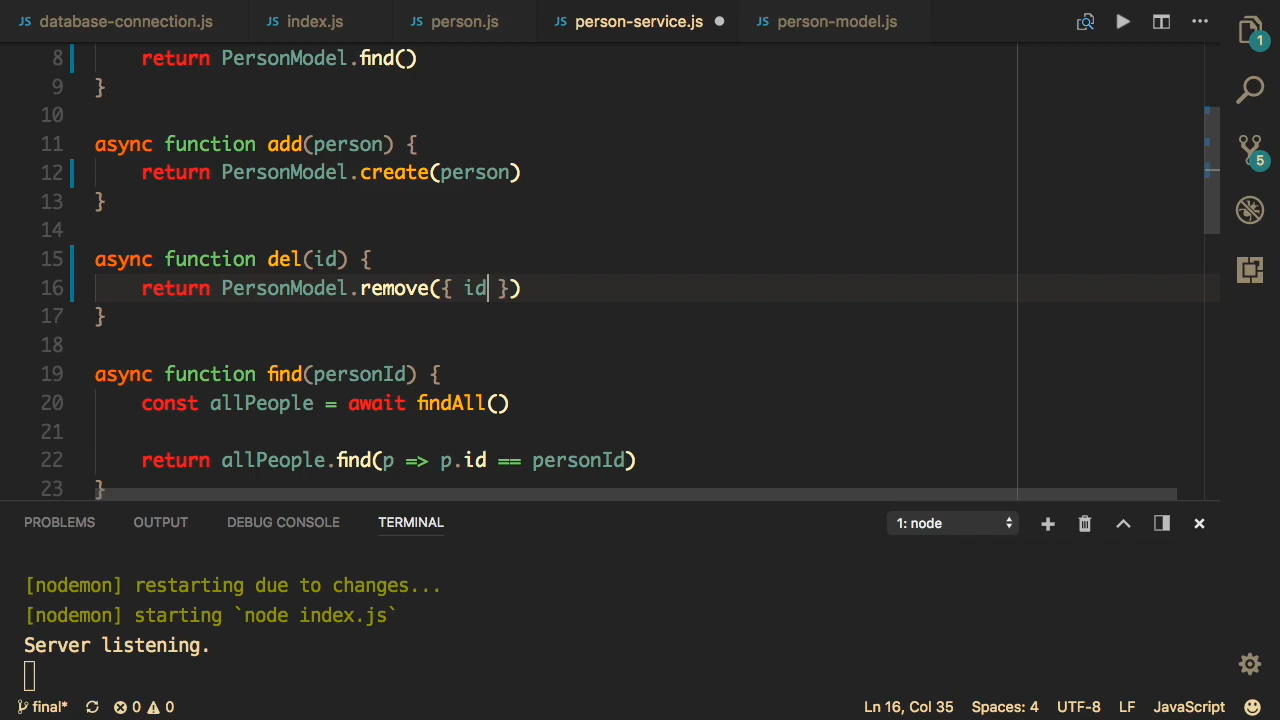 JS database-connection.js JS index.js JS person.js JS person-service.js JS person-model.js
8 return PersonModel.find()
9 }
10
11 async function add(person) {
12 return PersonModel.create(person)
13 }
14
15 async function del(id) {
16 return PersonModel.remove({ id })
17 }
18
19 async function find(personId) {
20 const allPeople = await findAll()
21
22 return allPeople.find(p => p.id == personId)
23 }
1
5
PROBLEMS OUTPUT DEBUG CONSOLE TERMINAL 1: node
[nodemon] restarting due to changes...
[nodemon] starting `node index.js`
Server listening.
final* 0 0 Ln 16, Col 35 Spaces: 4 UTF-8 LF JavaScript